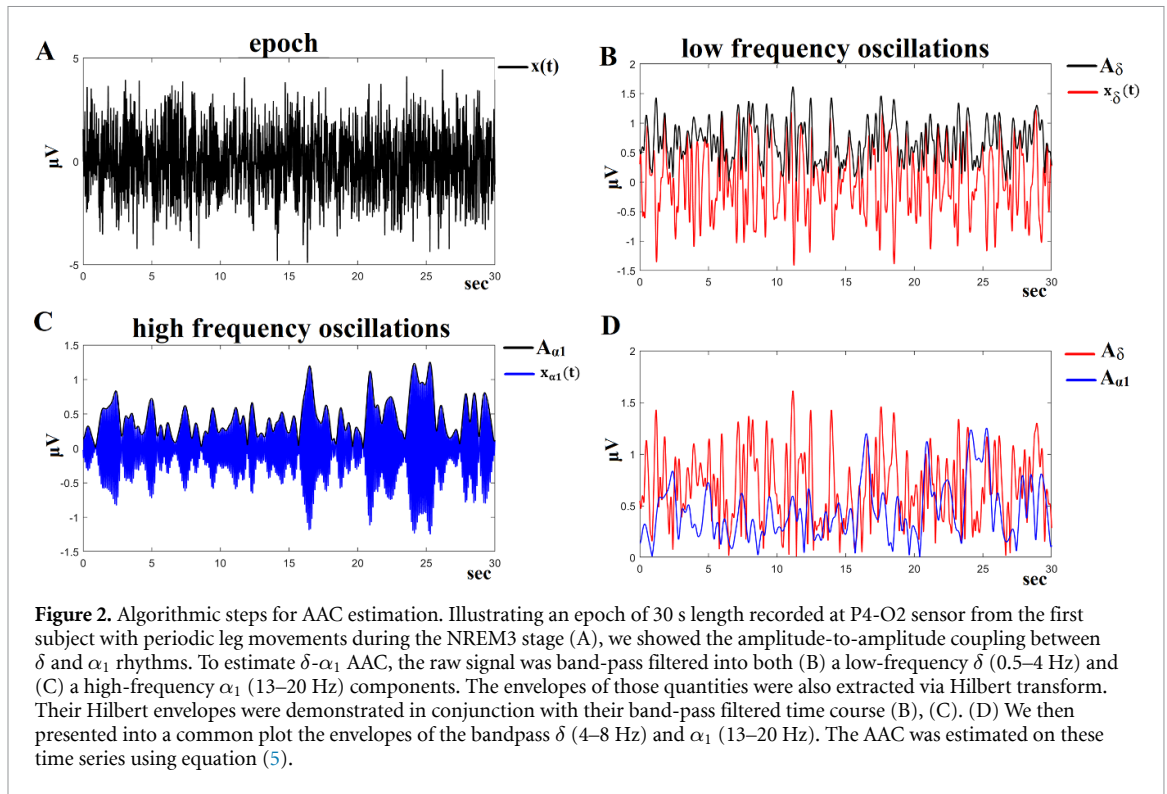 A
epoch
x(t)
5
μV
0
-5
0 5 10 15 20 25 30
sec
B
low frequency oscillations
A_δ
x_δ(t)
2
1.5
1
0.5
μV
0
-0.5
-1
-1.5
0 5 10 15 20 25 30
sec
C
high frequency oscillations
A_α1
x_α1(t)
1.5
1
0.5
μV
0
-0.5
-1
-1.5
0 5 10 15 20 25 30
sec
D
A_δ
A_α1
2
1.5
μV
1
0.5
0
0 5 10 15 20 25 30
sec
Figure 2. Algorithmic steps for AAC estimation. Illustrating an epoch of 30 s length recorded at P4-O2 sensor from the first
subject with periodic leg movements during the NREM3 stage (A), we showed the amplitude-to-amplitude coupling between
δ and α₁ rhythms. To estimate δ-α₁ AAC, the raw signal was band-pass filtered into both (B) a low-frequency δ (0.5–4 Hz) and
(C) a high-frequency α₁ (13–20 Hz) components. The envelopes of those quantities were also extracted via Hilbert transform.
Their Hilbert envelopes were demonstrated in conjunction with their band-pass filtered time course (B), (C). (D) We then
presented into a common plot the envelopes of the bandpass δ (4–8 Hz) and α₁ (13–20 Hz). The AAC was estimated on these
time series using equation (5).